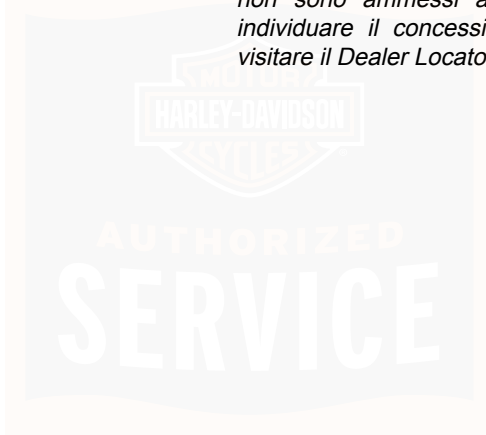 non sono ammessi a
individuare il concessi
visitare il Dealer Locato
MOTOR
HARLEY-DAVIDSON
CYCLES
AUTHORIZED
SERVICE